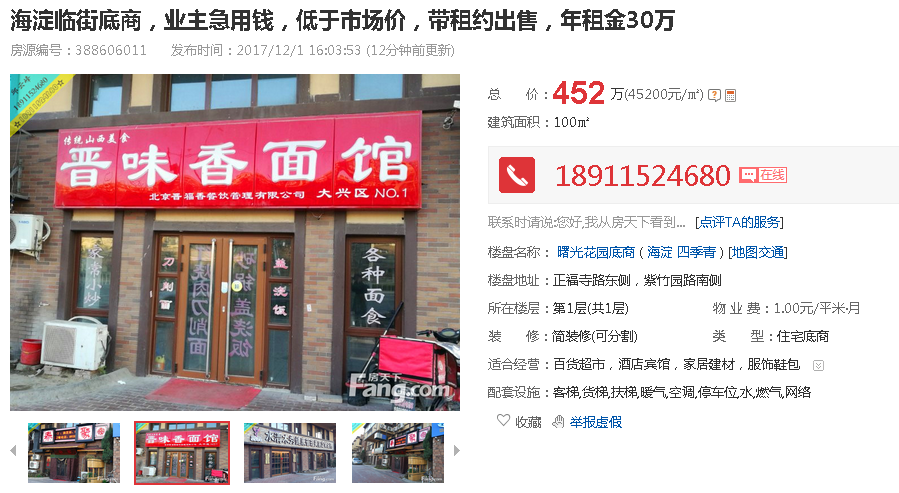 海淀临街底商，业主急用钱，低于市场价，带租约出售，年租金30万
房源编号：388606011 发布时间：2017/12/1 16:03:53 (12分钟前更新)
18911524680
传统山西美食
晋味香面馆
北京晋福香餐饮管理有限公司 大兴区 NO.1
家常小炒
刀削面
盖浇饭
各种面食
房天下
Fang.com
总 价：452 万(45200元/㎡)
建筑面积：100㎡
18911524680 在线
联系时请说:您好,我从房天下看到... [点评TA的服务]
楼盘名称： 曙光花园底商 ( 海淀 四季青 ) [地图交通]
楼盘地址：正福寺路东侧，紫竹园路南侧
所在楼层：第1层(共1层) 物 业 费：1.00元/平米·月
装 修：简装修(可分割) 类 型：住宅底商
适合经营：百货超市，酒店宾馆，家居建材，服饰鞋包
配套设施：客梯,货梯,扶梯,暖气,空调,停车位,水,燃气,网络
收藏 举报虚假
晋味香面馆